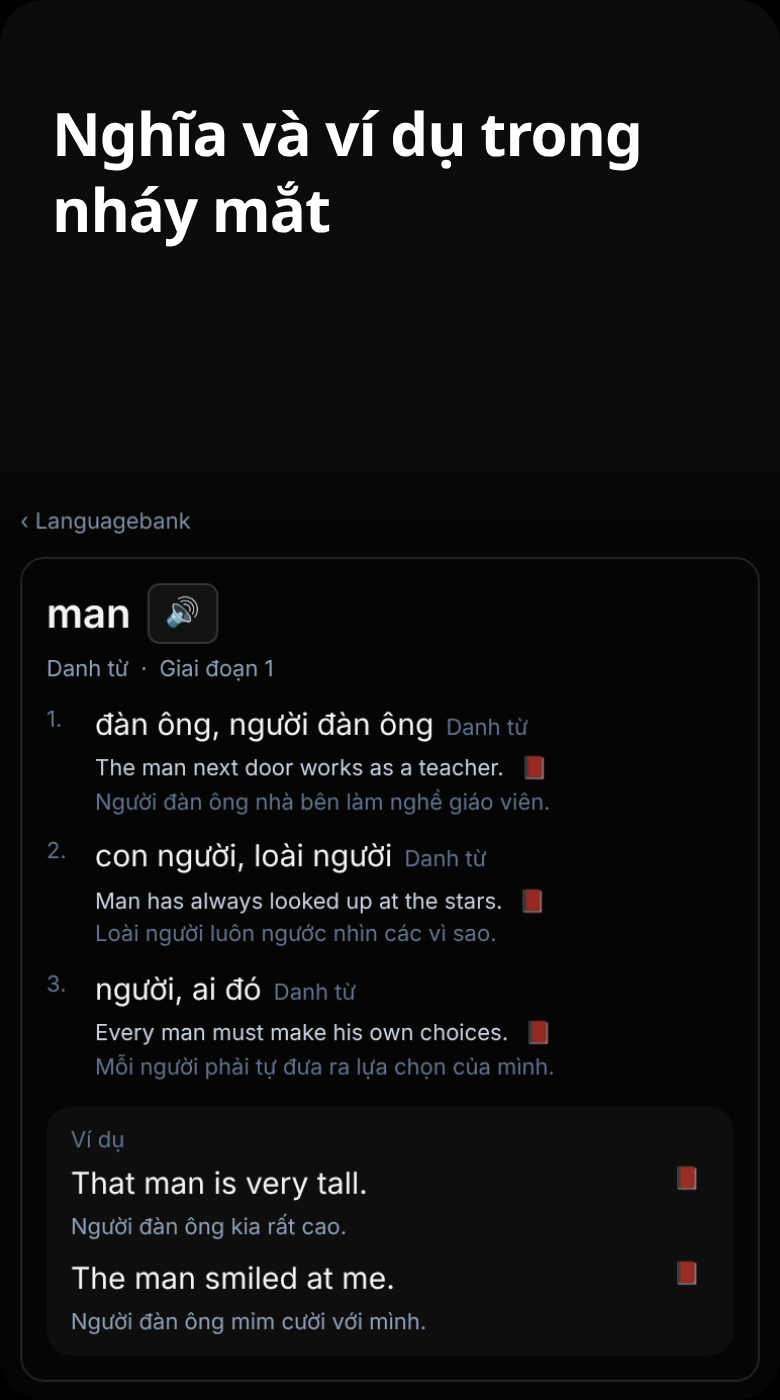 Nghĩa và ví dụ trong
nháy mắt
‹ Languagebank
man
Danh từ · Giai đoạn 1
1. đàn ông, người đàn ông Danh từ
The man next door works as a teacher.
Người đàn ông nhà bên làm nghề giáo viên.
2. con người, loài người Danh từ
Man has always looked up at the stars.
Loài người luôn ngước nhìn các vì sao.
3. người, ai đó Danh từ
Every man must make his own choices.
Mỗi người phải tự đưa ra lựa chọn của mình.
Ví dụ
That man is very tall.
Người đàn ông kia rất cao.
The man smiled at me.
Người đàn ông mỉm cười với mình.